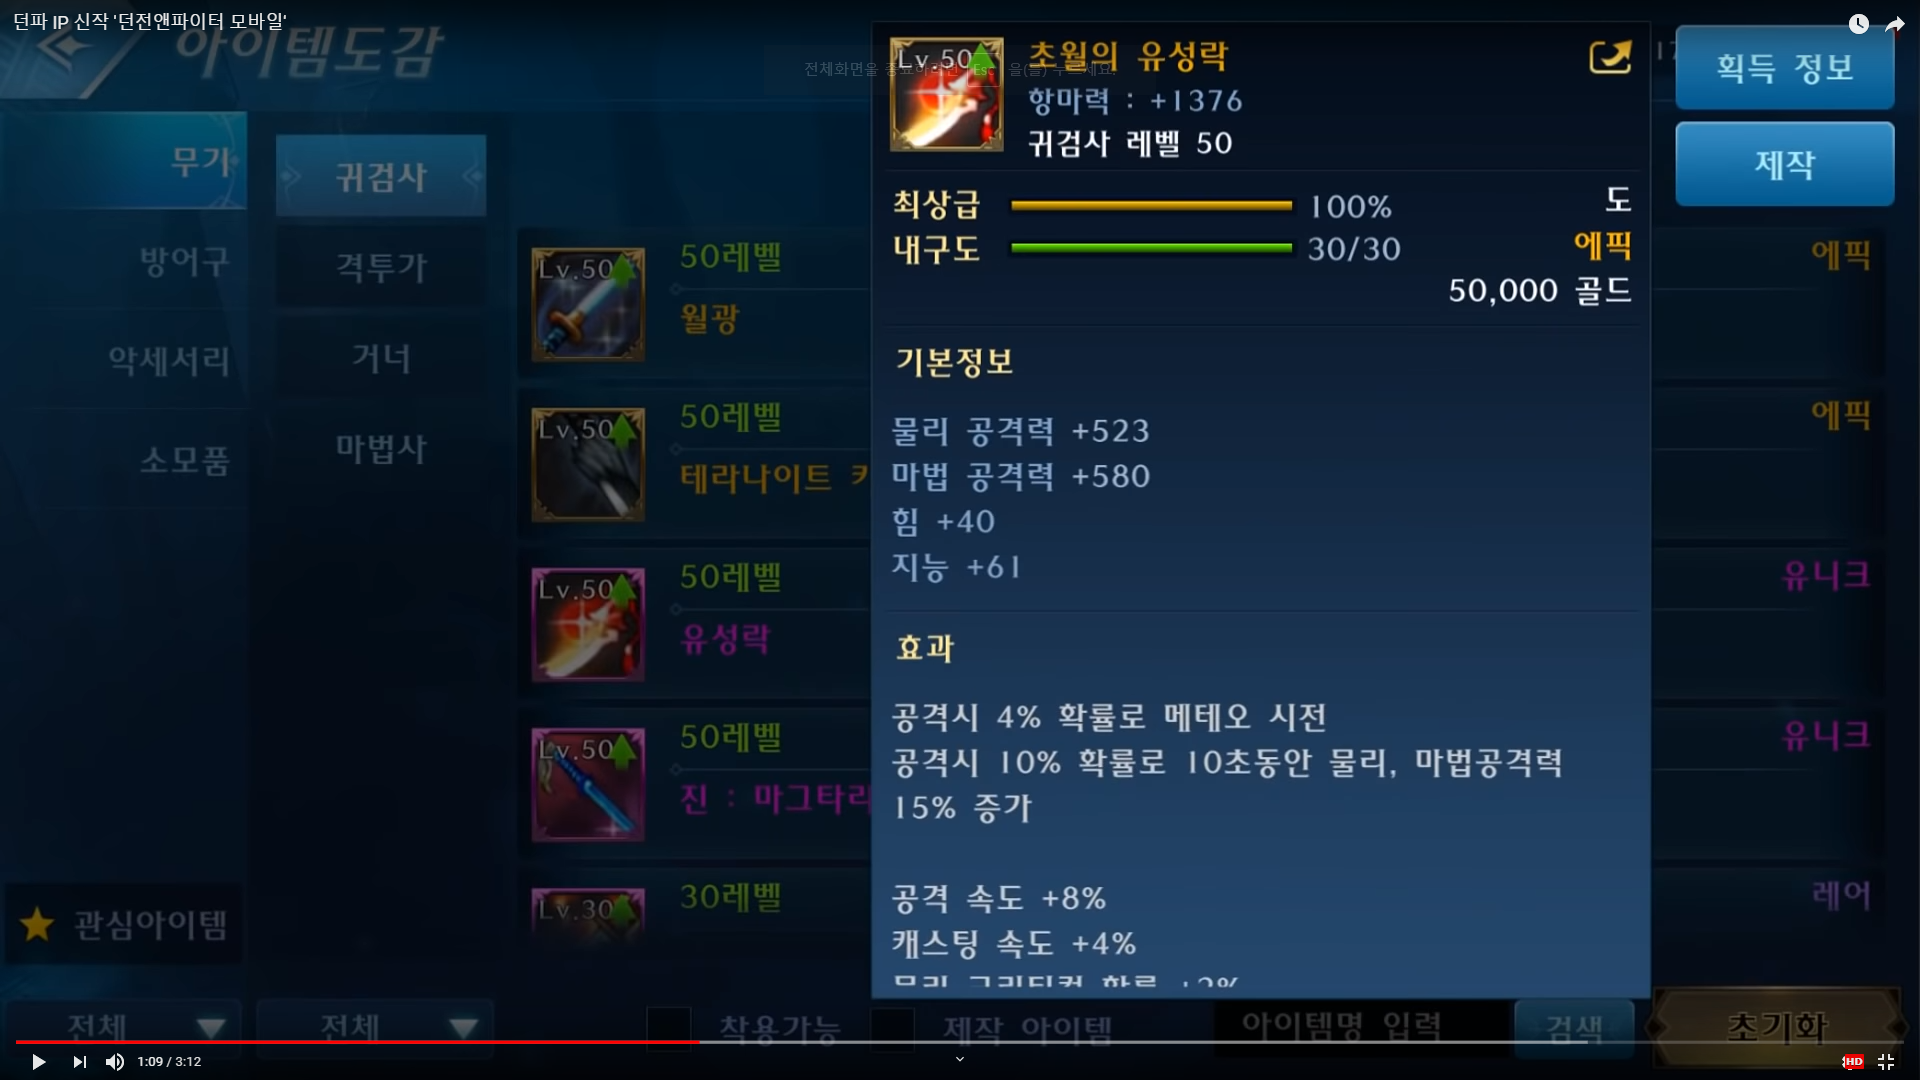 던파 IP 신작 '던전앤파이터 모바일'
아이템도감
무기
방어구
악세서리
소모품
관심아이템
귀검사
격투가
거너
마법사
Lv.50
50레벨
월광
에픽
Lv.50
50레벨
테라나이트
에픽
Lv.50
50레벨
유성락
유니크
Lv.50
50레벨
진 : 마그타리
유니크
Lv.30
30레벨
레어
Lv.50
초월의 유성락
항마력 : +1376
귀검사 레벨 50
최상급 100% 도
내구도 30/30 에픽
50,000 골드
기본정보
물리 공격력 +523
마법 공격력 +580
힘 +40
지능 +61
효과
공격시 4% 확률로 메테오 시전
공격시 10% 확률로 10초동안 물리, 마법공격력
15% 증가
공격 속도 +8%
캐스팅 속도 +4%
물리 크리티컬 확률 +2%
획득 정보
제작
전체
전체
착용가능
제작 아이템
아이템명 입력
검색
초기화
1:09 / 3:12
HD